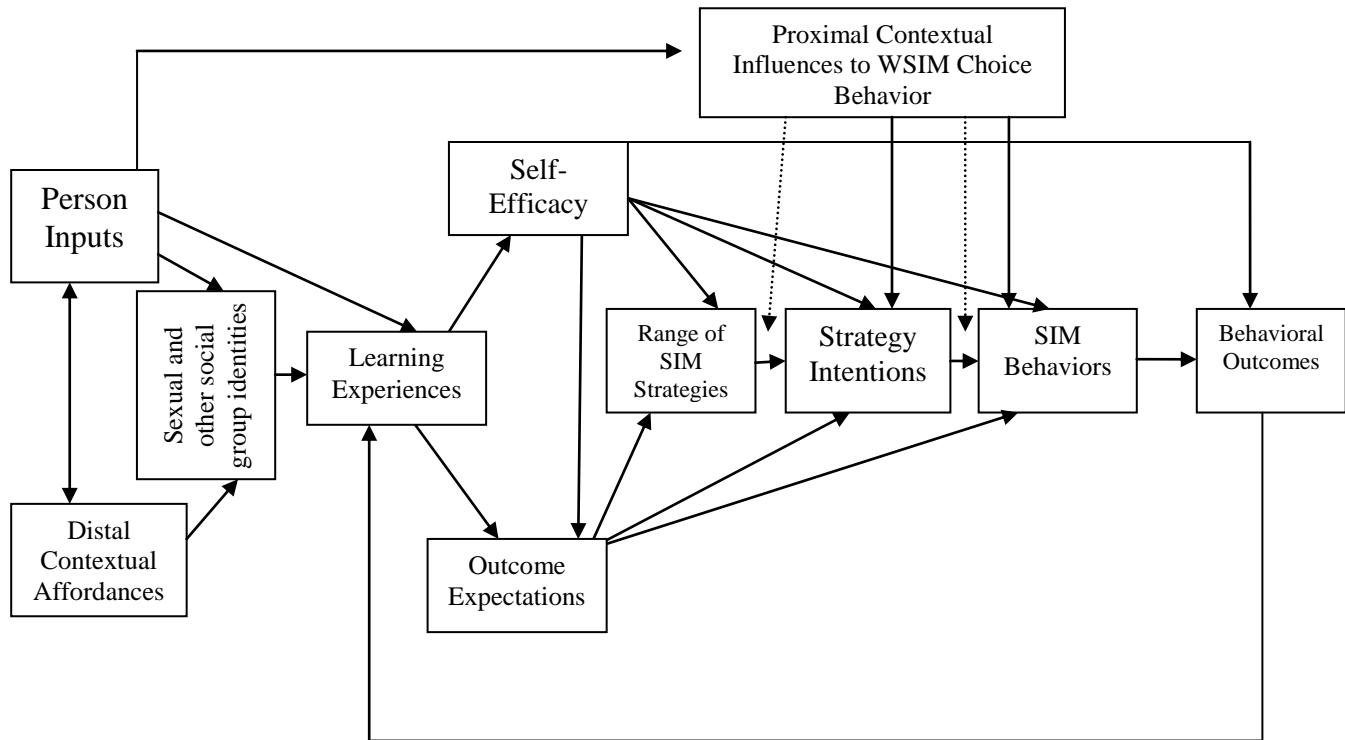 Proximal Contextual
Influences to WSIM Choice
Behavior
Self-
Efficacy
Person
Inputs
Sexual and
other social
group identities
Learning
Experiences
Range of
SIM
Strategies
Strategy
Intentions
SIM
Behaviors
Behavioral
Outcomes
Distal
Contextual
Affordances
Outcome
Expectations